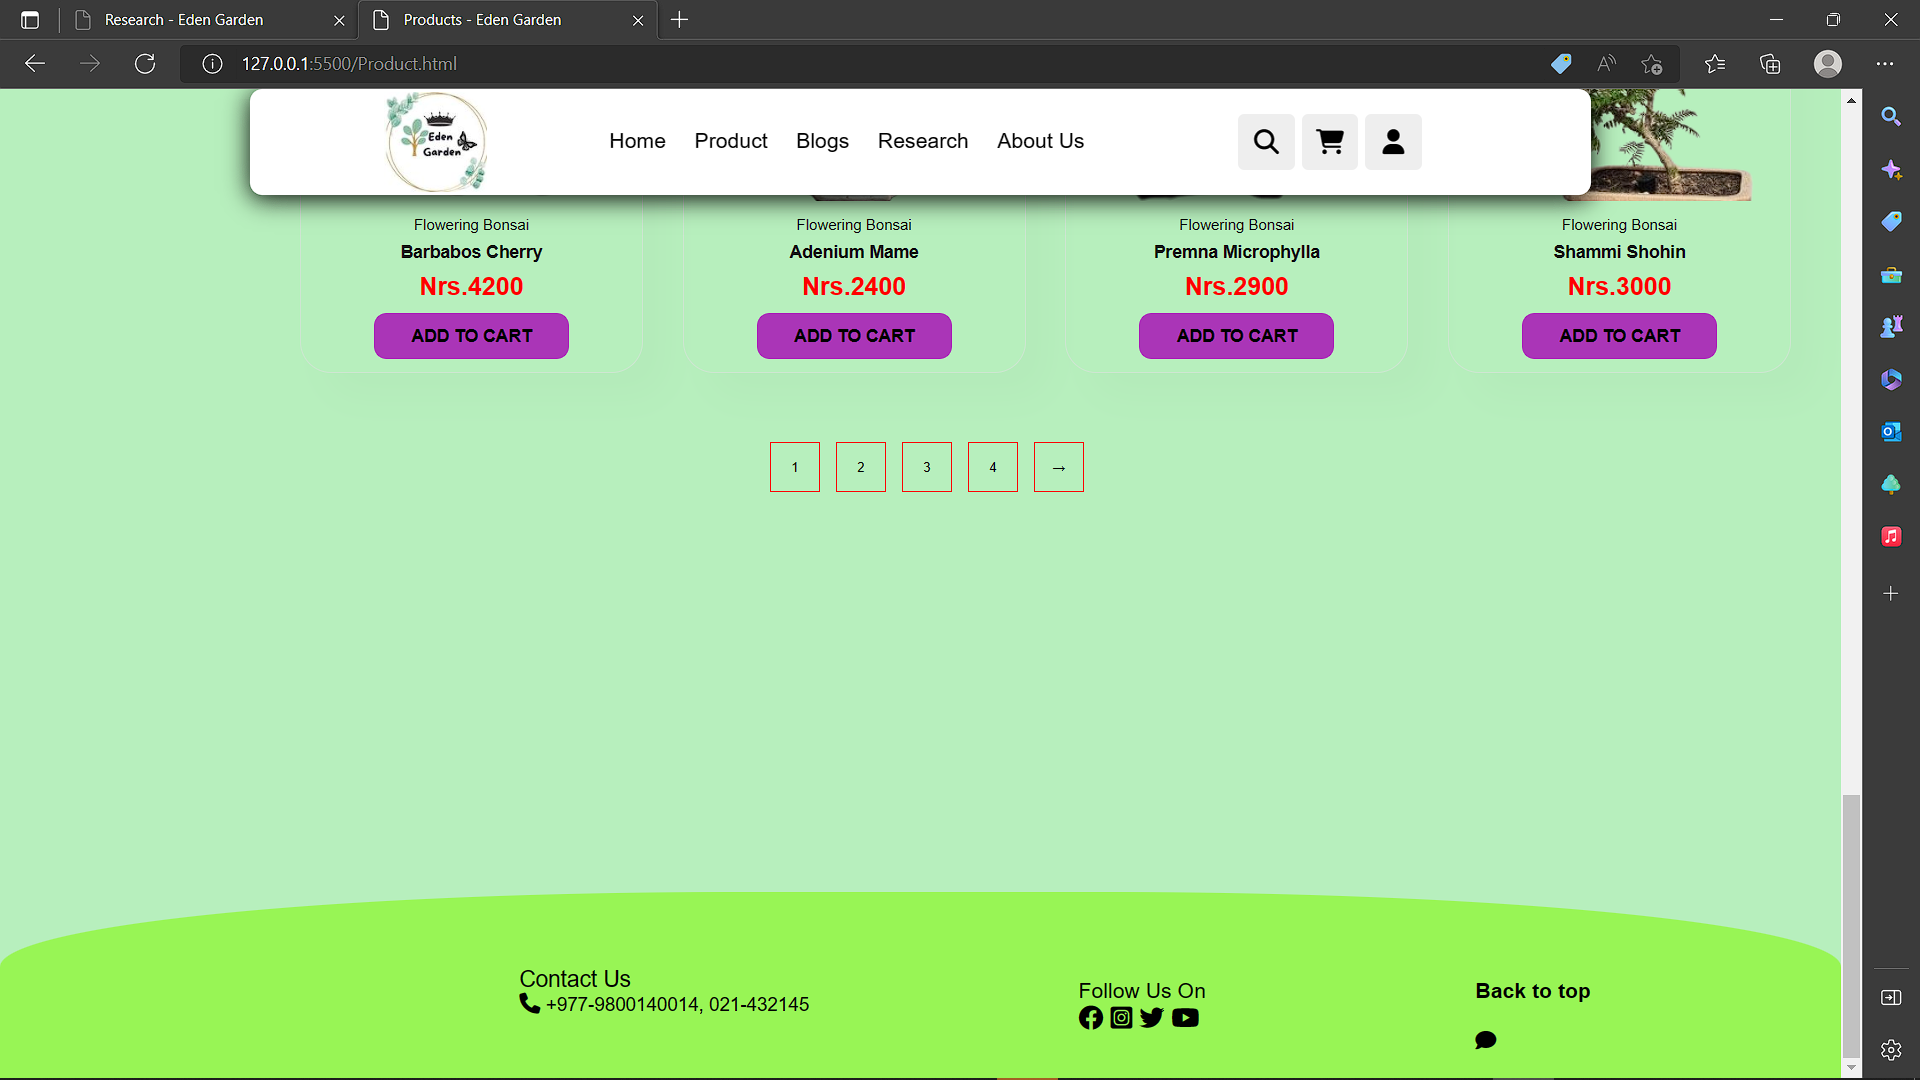 Research - Eden Garden
Products - Eden Garden
127.0.0.1:5500/Product.html
Eden
Garden
Home
Product
Blogs
Research
About Us
Flowering Bonsai
Flowering Bonsai
Flowering Bonsai
Flowering Bonsai
Barbabos Cherry
Adenium Mame
Premna Microphylla
Shammi Shohin
Nrs.4200
Nrs.2400
Nrs.2900
Nrs.3000
ADD TO CART
ADD TO CART
ADD TO CART
ADD TO CART
1
2
3
4
→
Contact Us
+977-9800140014, 021-432145
Follow Us On
Back to top